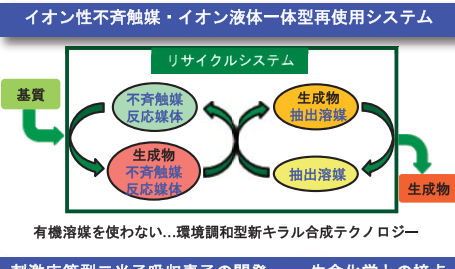 イオン性不斉触媒・イオン液体一体型再使用システム
リサイクルシステム
基質
不斉触媒
反応媒体
生成物
抽出溶媒
生成物
不斉触媒
反応媒体
抽出溶媒
生成物
有機溶媒を使わない…環境調和型新キラル合成テクノロジー